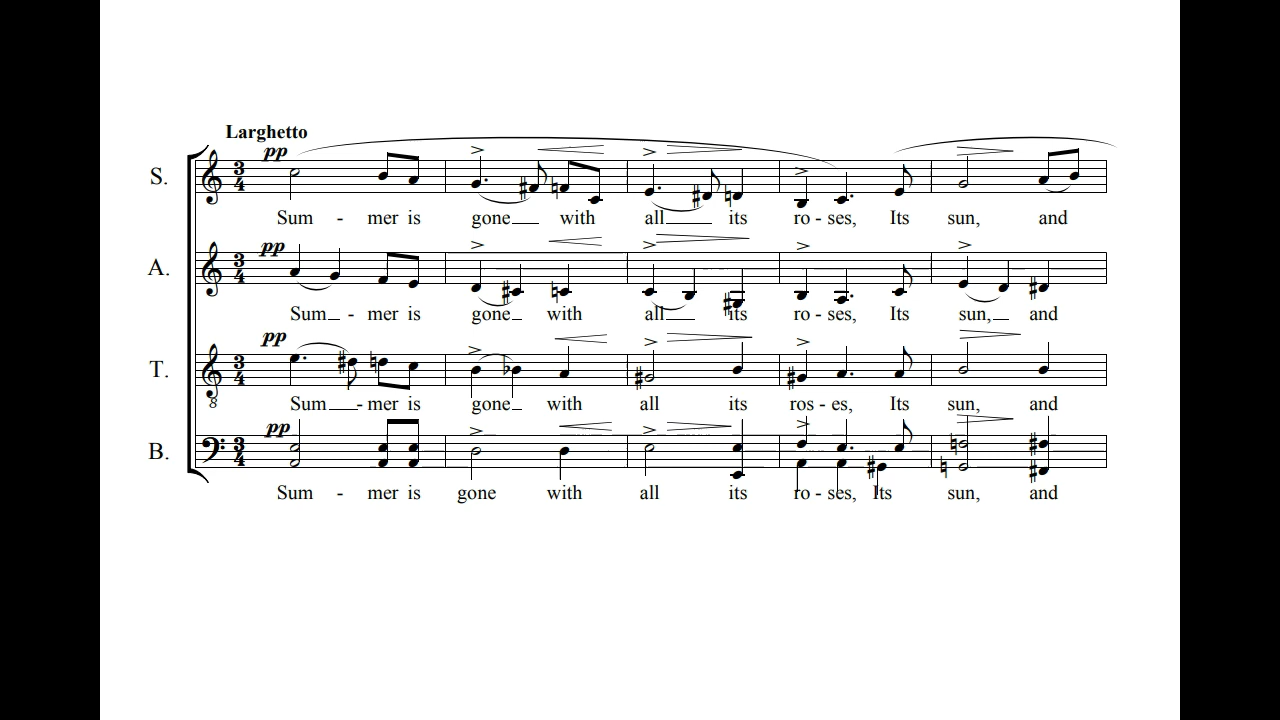 Larghetto
pp
S.
Sum - mer is gone with all its ro - ses, Its sun, and
pp
A.
Sum - mer is gone with all its ro - ses, Its sun, and
pp
T.
8
Sum - mer is gone with all its ros - es, Its sun, and
pp
B.
Sum - mer is gone with all its ro - ses, Its sun, and